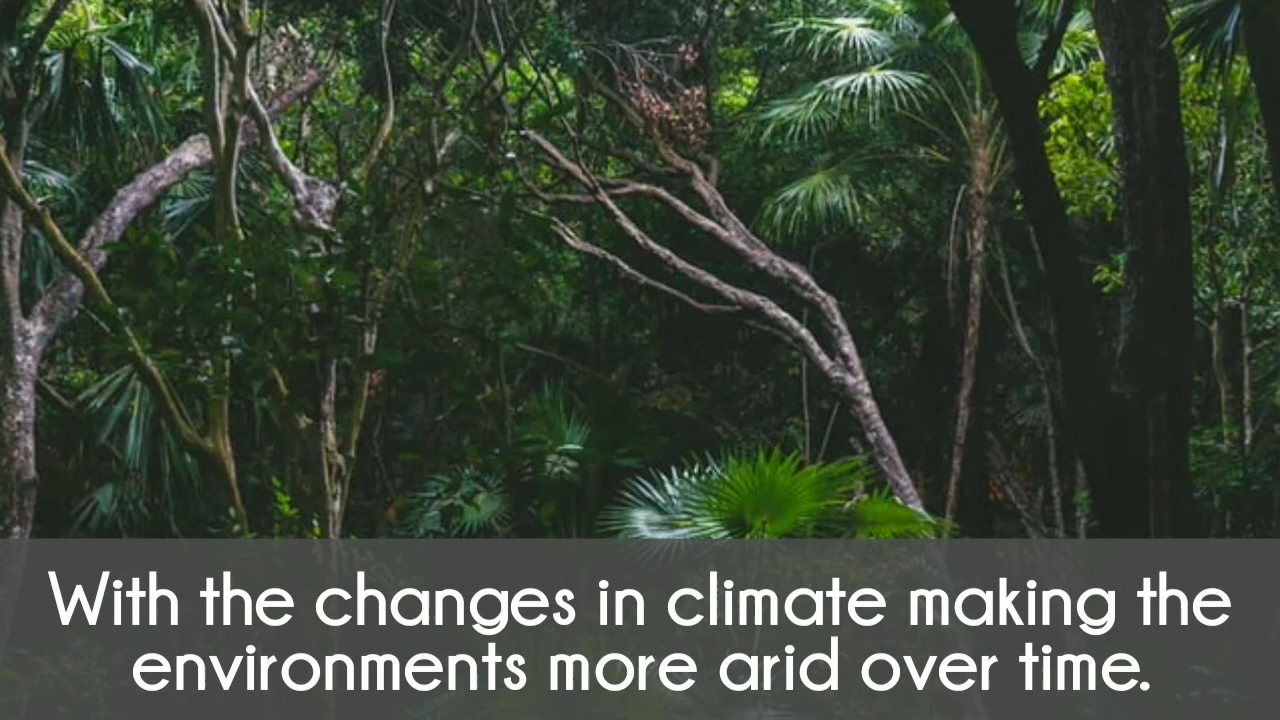 With the changes in climate making the
environments more arid over time.